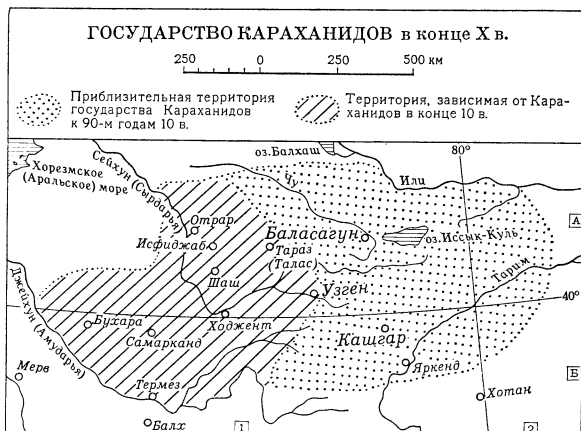 ГОСУДАРСТВО КАРАХАНИДОВ в конце X в.
250 0 250 500 км
Приблизительная территория
государства Караханидов
к 90-м годам 10 в.
Территория, зависимая от Кара-
ханидов в конце 10 в.
оз. Балхаш
80°
Хорезмское
(Аральское) море
Сейхун (Сырдарья)
Чу
Или
А
Отрар
Баласагун
оз. Иссык-Куль
Исфиджаб
Тараз
(Талас)
Шаш
Тарим
Узген
40°
Джейхун (Амударья)
Бухара
Ходжент
Самарканд
Кашгар
Мерв
Яркенд
Б
Термез
Хотан
Балх
1
2